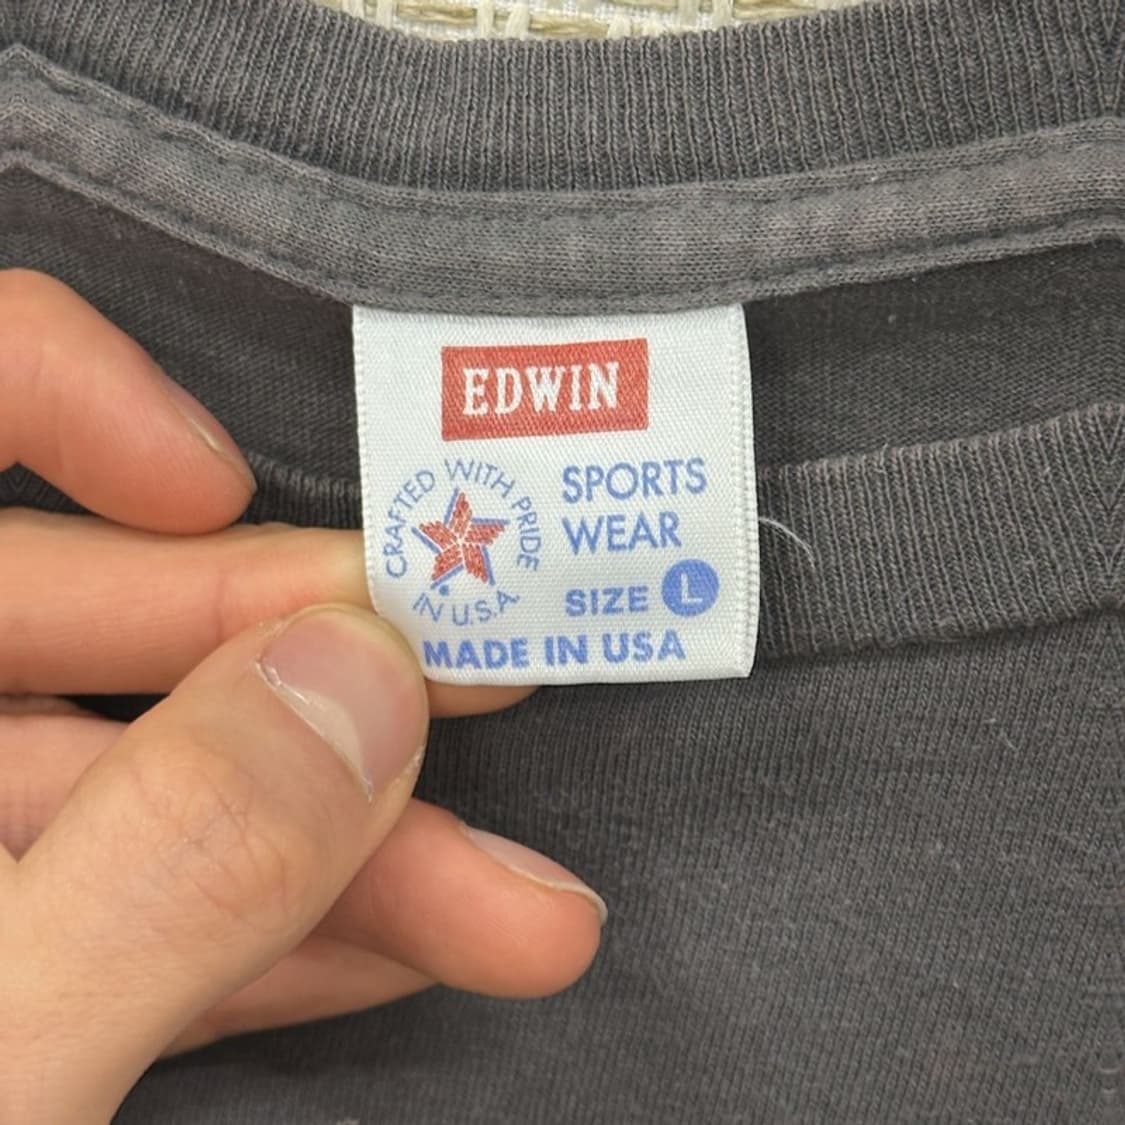 EDWIN
CRAFTED WITH PRIDE
IN U.S.A
SPORTS
WEAR
SIZE L
MADE IN USA